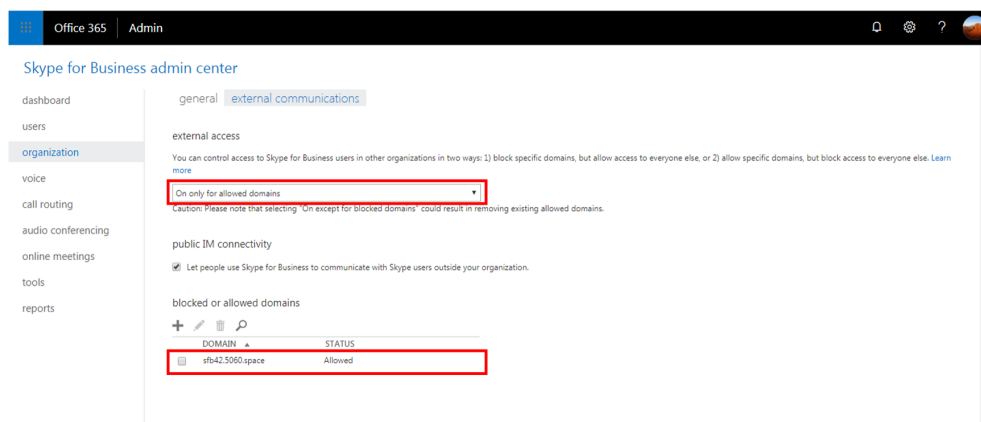 Office 365 Admin ?
Skype for Business admin center
dashboard
users
organization
voice
call routing
audio conferencing
online meetings
tools
reports
general external communications
external access
You can control access to Skype for Business users in other organizations in two ways: 1) block specific domains, but allow access to everyone else, or 2) allow specific domains, but block access to everyone else. Learn
more
On only for allowed domains
Caution: Please note that selecting "On except for blocked domains" could result in removing existing allowed domains.
public IM connectivity
Let people use Skype for Business to communicate with Skype users outside your organization.
blocked or allowed domains
DOMAIN STATUS
sfb42.5060.space Allowed